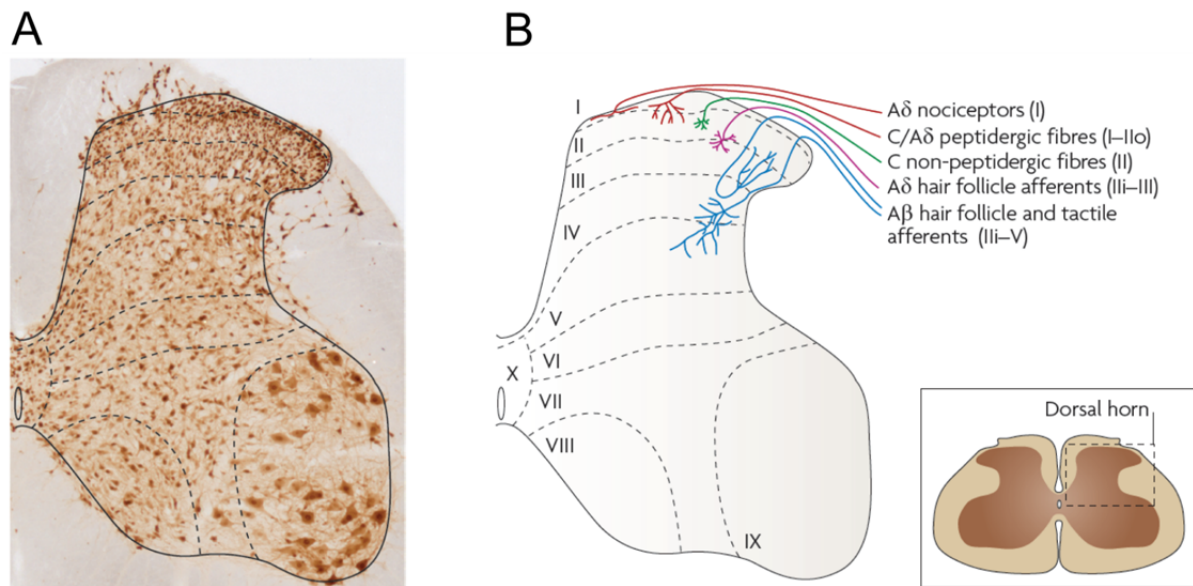 A
B
I
II
III
IV
V
VI
X
VII
VIII
IX
Aδ nociceptors (I)
C/Aδ peptidergic fibres (I–IIo)
C non-peptidergic fibres (II)
Aδ hair follicle afferents (IIi–III)
Aβ hair follicle and tactile
afferents (IIi–V)
Dorsal horn